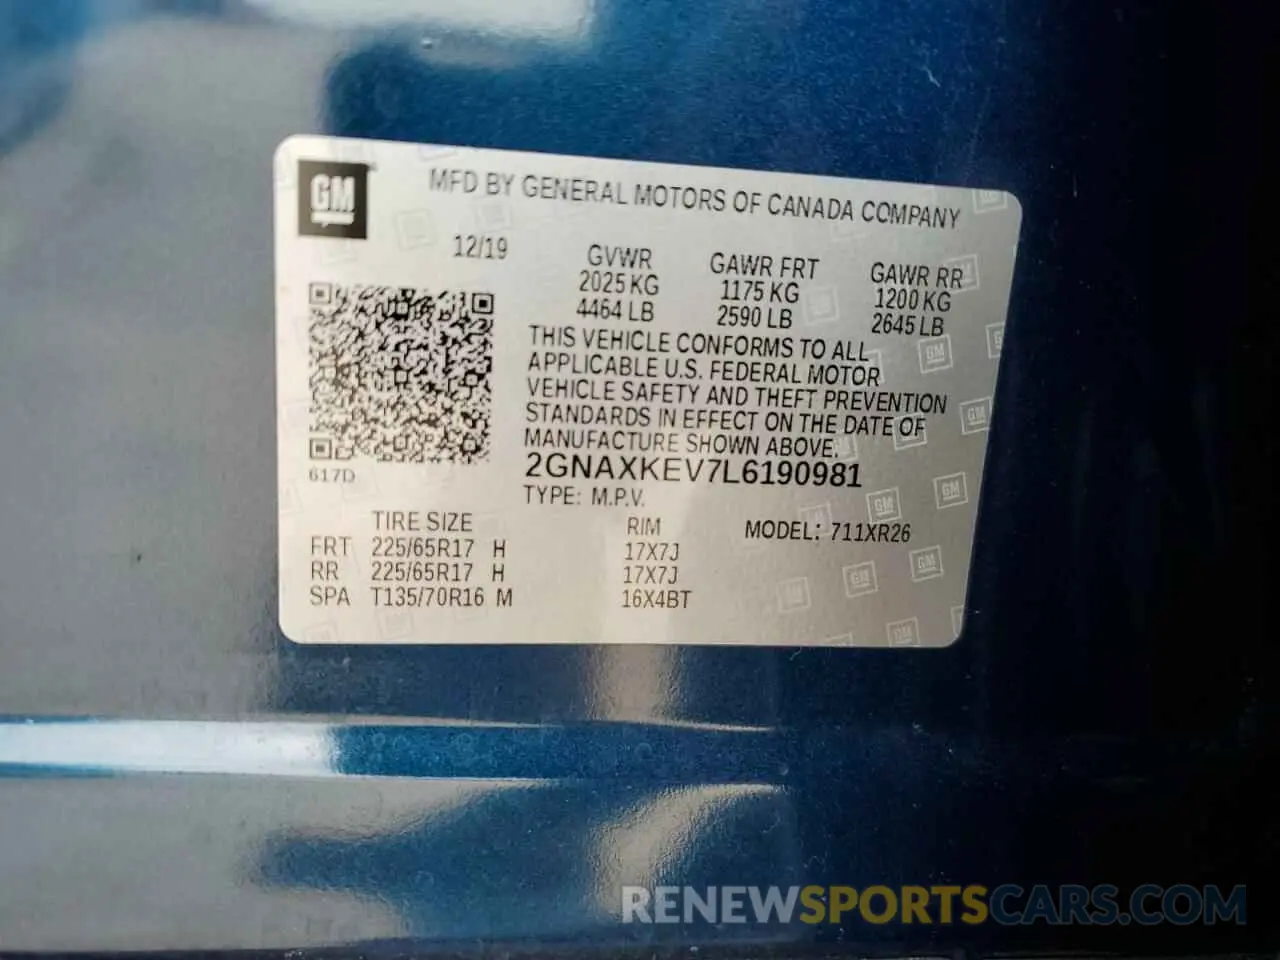 GM
MFD BY GENERAL MOTORS OF CANADA COMPANY
12/19
GVWR
2025 KG
4464 LB
GAWR FRT
1175 KG
2590 LB
GAWR RR
1200 KG
2645 LB
THIS VEHICLE CONFORMS TO ALL
APPLICABLE U.S. FEDERAL MOTOR
VEHICLE SAFETY AND THEFT PREVENTION
STANDARDS IN EFFECT ON THE DATE OF
MANUFACTURE SHOWN ABOVE.
2GNAXKEV7L6190981
TYPE: M.P.V.
617D
TIRE SIZE RIM MODEL: 711XR26
FRT 225/65R17 H 17X7J
RR 225/65R17 H 17X7J
SPA T135/70R16 M 16X4BT
RENEWSPORTSCARS.COM